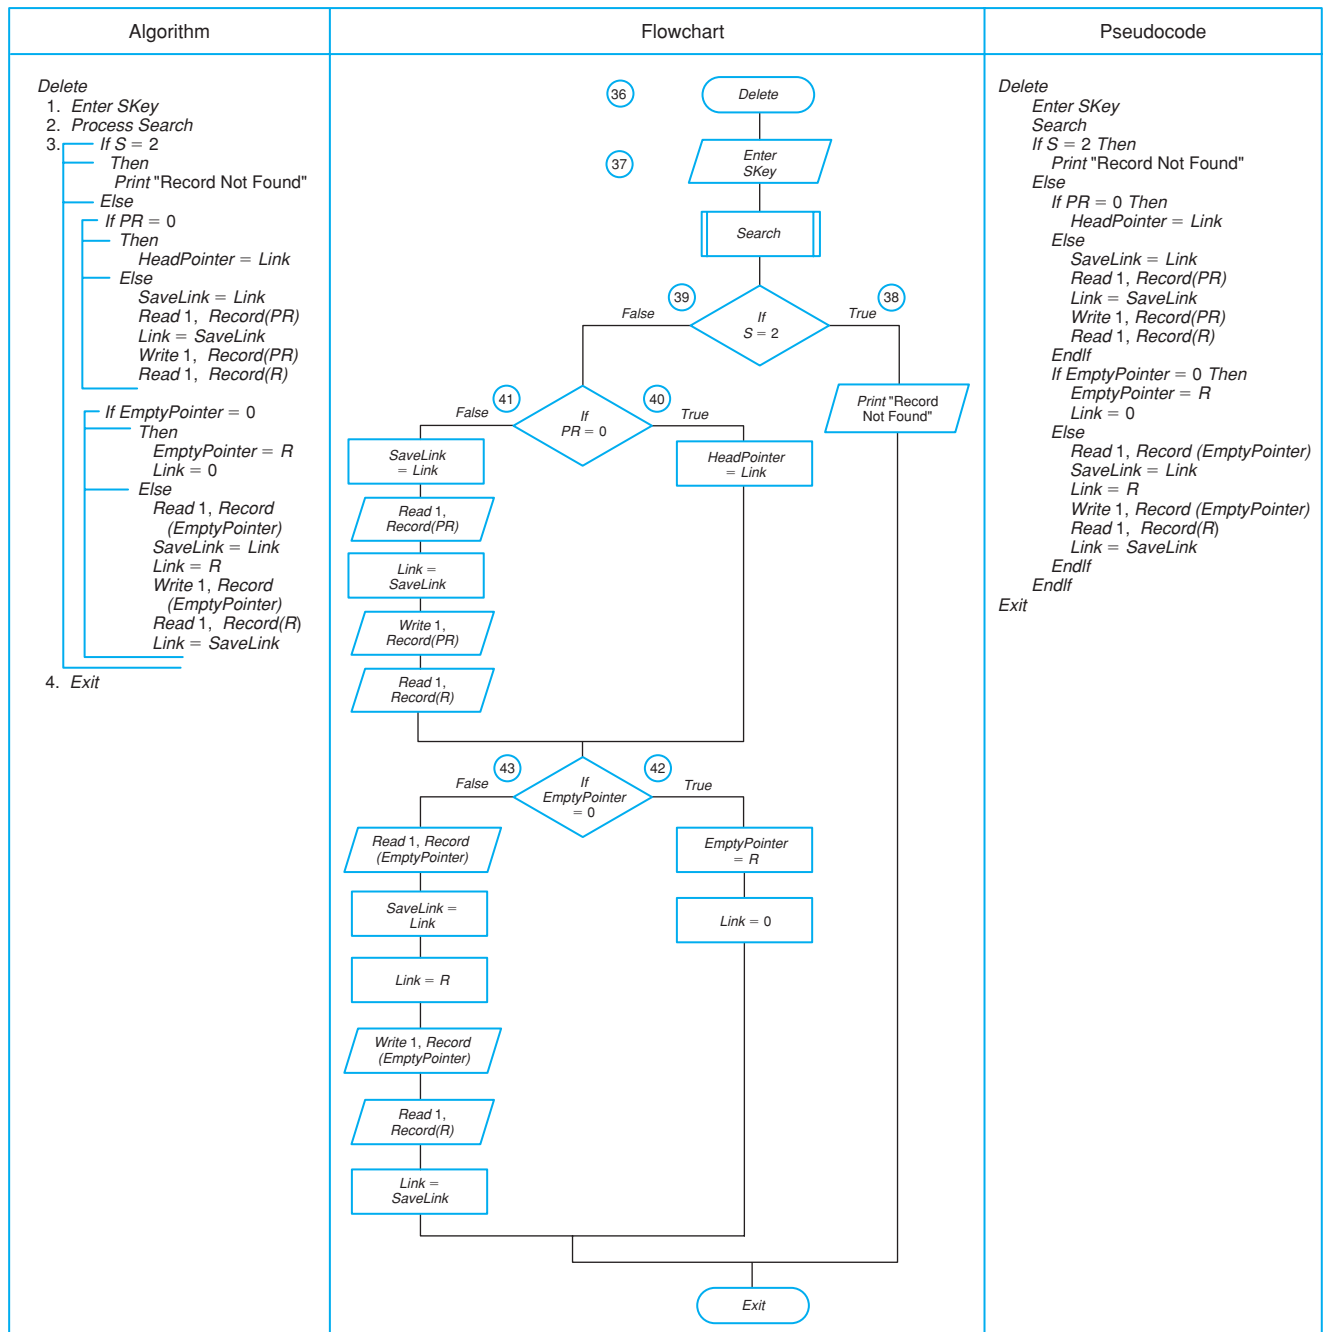 Algorithm
Flowchart
Pseudocode
Delete
1. Enter SKey
2. Process Search
3. If S = 2
Then
Print "Record Not Found"
Else
If PR = 0
Then
HeadPointer = Link
Else
SaveLink = Link
Read 1, Record(PR)
Link = SaveLink
Write 1, Record(PR)
Read 1, Record(R)
If EmptyPointer = 0
Then
EmptyPointer = R
Link = 0
Else
Read 1, Record
(EmptyPointer)
SaveLink = Link
Link = R
Write 1, Record
(EmptyPointer)
Read 1, Record(R)
Link = SaveLink
4. Exit
36
Delete
37
Enter
SKey
Search
39
38
False
If
S = 2
True
41
40
False
If
PR = 0
True
Print "Record
Not Found"
SaveLink
= Link
HeadPointer
= Link
Read 1,
Record(PR)
Link =
SaveLink
Write 1,
Record(PR)
Read 1,
Record(R)
43
42
False
If
EmptyPointer
= 0
True
Read 1, Record
(EmptyPointer)
EmptyPointer
= R
SaveLink =
Link
Link = 0
Link = R
Write 1, Record
(EmptyPointer)
Read 1,
Record(R)
Link =
SaveLink
Exit
Delete
Enter SKey
Search
If S = 2 Then
Print "Record Not Found"
Else
If PR = 0 Then
HeadPointer = Link
Else
SaveLink = Link
Read 1, Record(PR)
Link = SaveLink
Write 1, Record(PR)
Read 1, Record(R)
EndIf
If EmptyPointer = 0 Then
EmptyPointer = R
Link = 0
Else
Read 1, Record (EmptyPointer)
SaveLink = Link
Link = R
Write 1, Record (EmptyPointer)
Read 1, Record(R)
Link = SaveLink
EndIf
EndIf
Exit